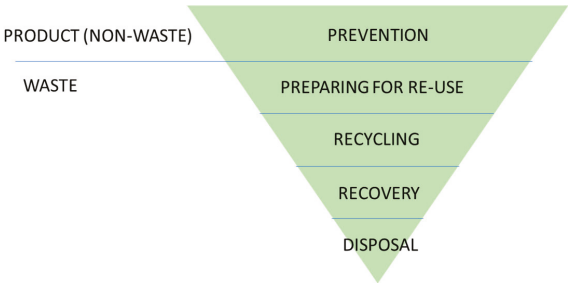 PRODUCT (NON-WASTE) PREVENTION
WASTE PREPARING FOR RE-USE
RECYCLING
RECOVERY
DISPOSAL